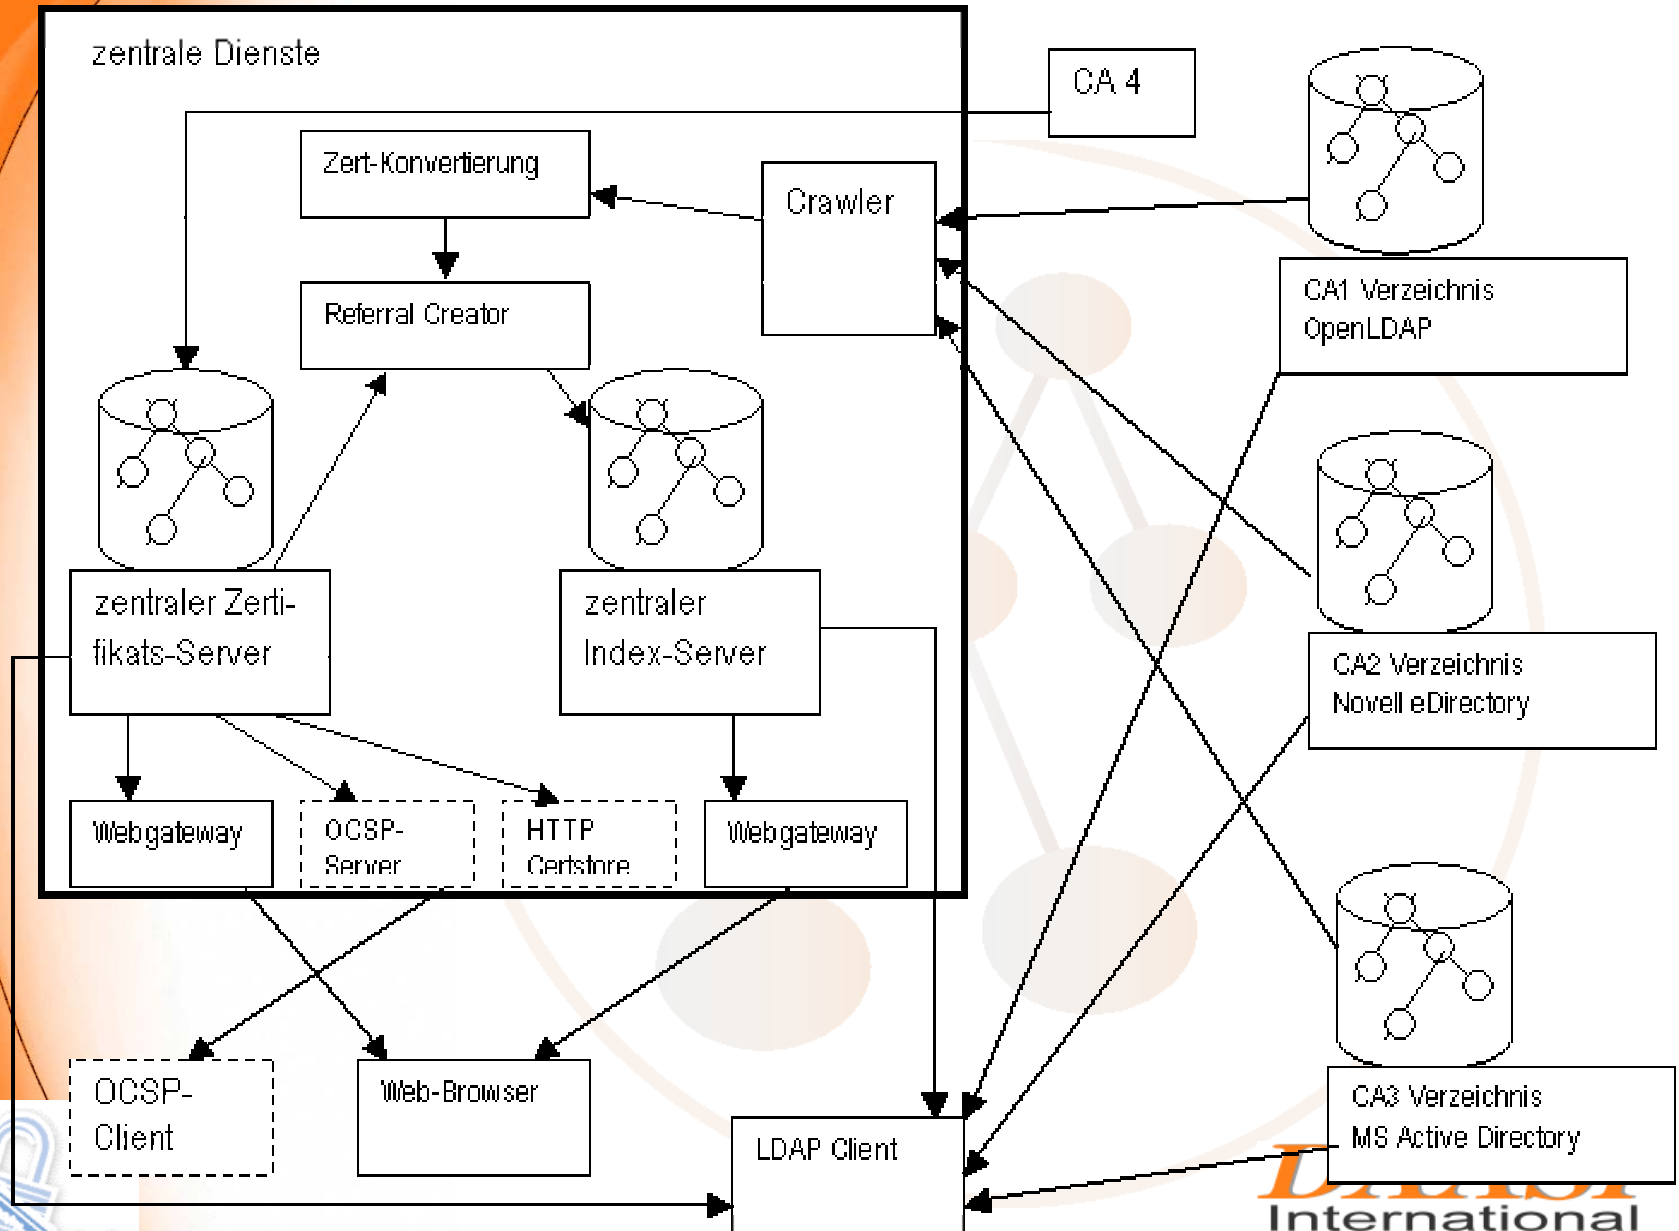 zentrale Dienste
CA 4
Zert-Konvertierung
Crawler
Referral Creator
CA1 Verzeichnis
OpenLDAP
zentraler Zerti-
fikats-Server
zentraler
Index-Server
CA2 Verzeichnis
Novell eDirectory
Webgateway
OCSP-
Server
HTTP
Certstore
Webgateway
OCSP-
Client
Web-Browser
LDAP Client
CA3 Verzeichnis
MS Active Directory
International